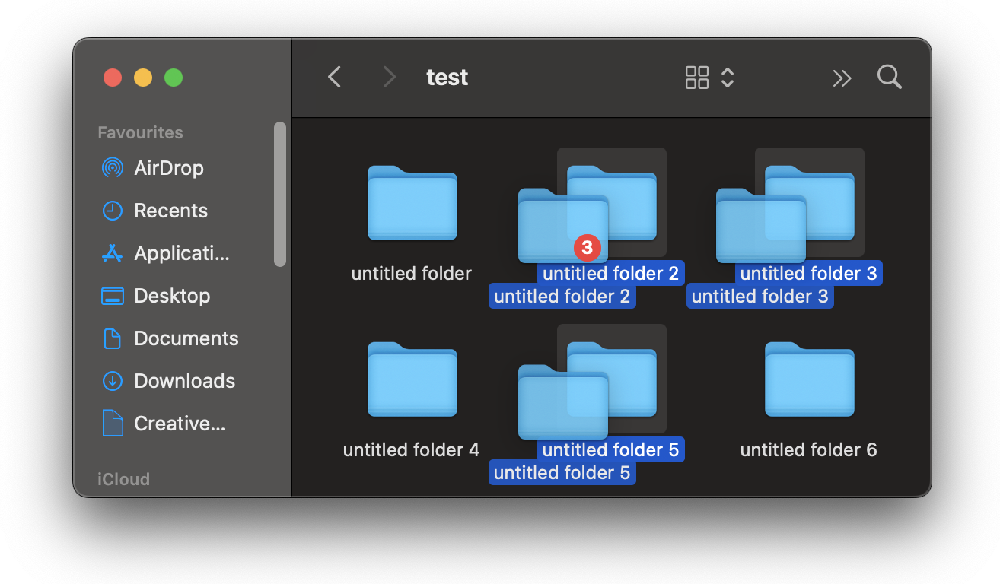 test
Favourites
AirDrop
Recents
Applicati...
Desktop
Documents
Downloads
Creative...
iCloud
untitled folder
untitled folder 2
untitled folder 3
3
untitled folder 2
untitled folder 3
untitled folder 4
untitled folder 5
untitled folder 6
untitled folder 5